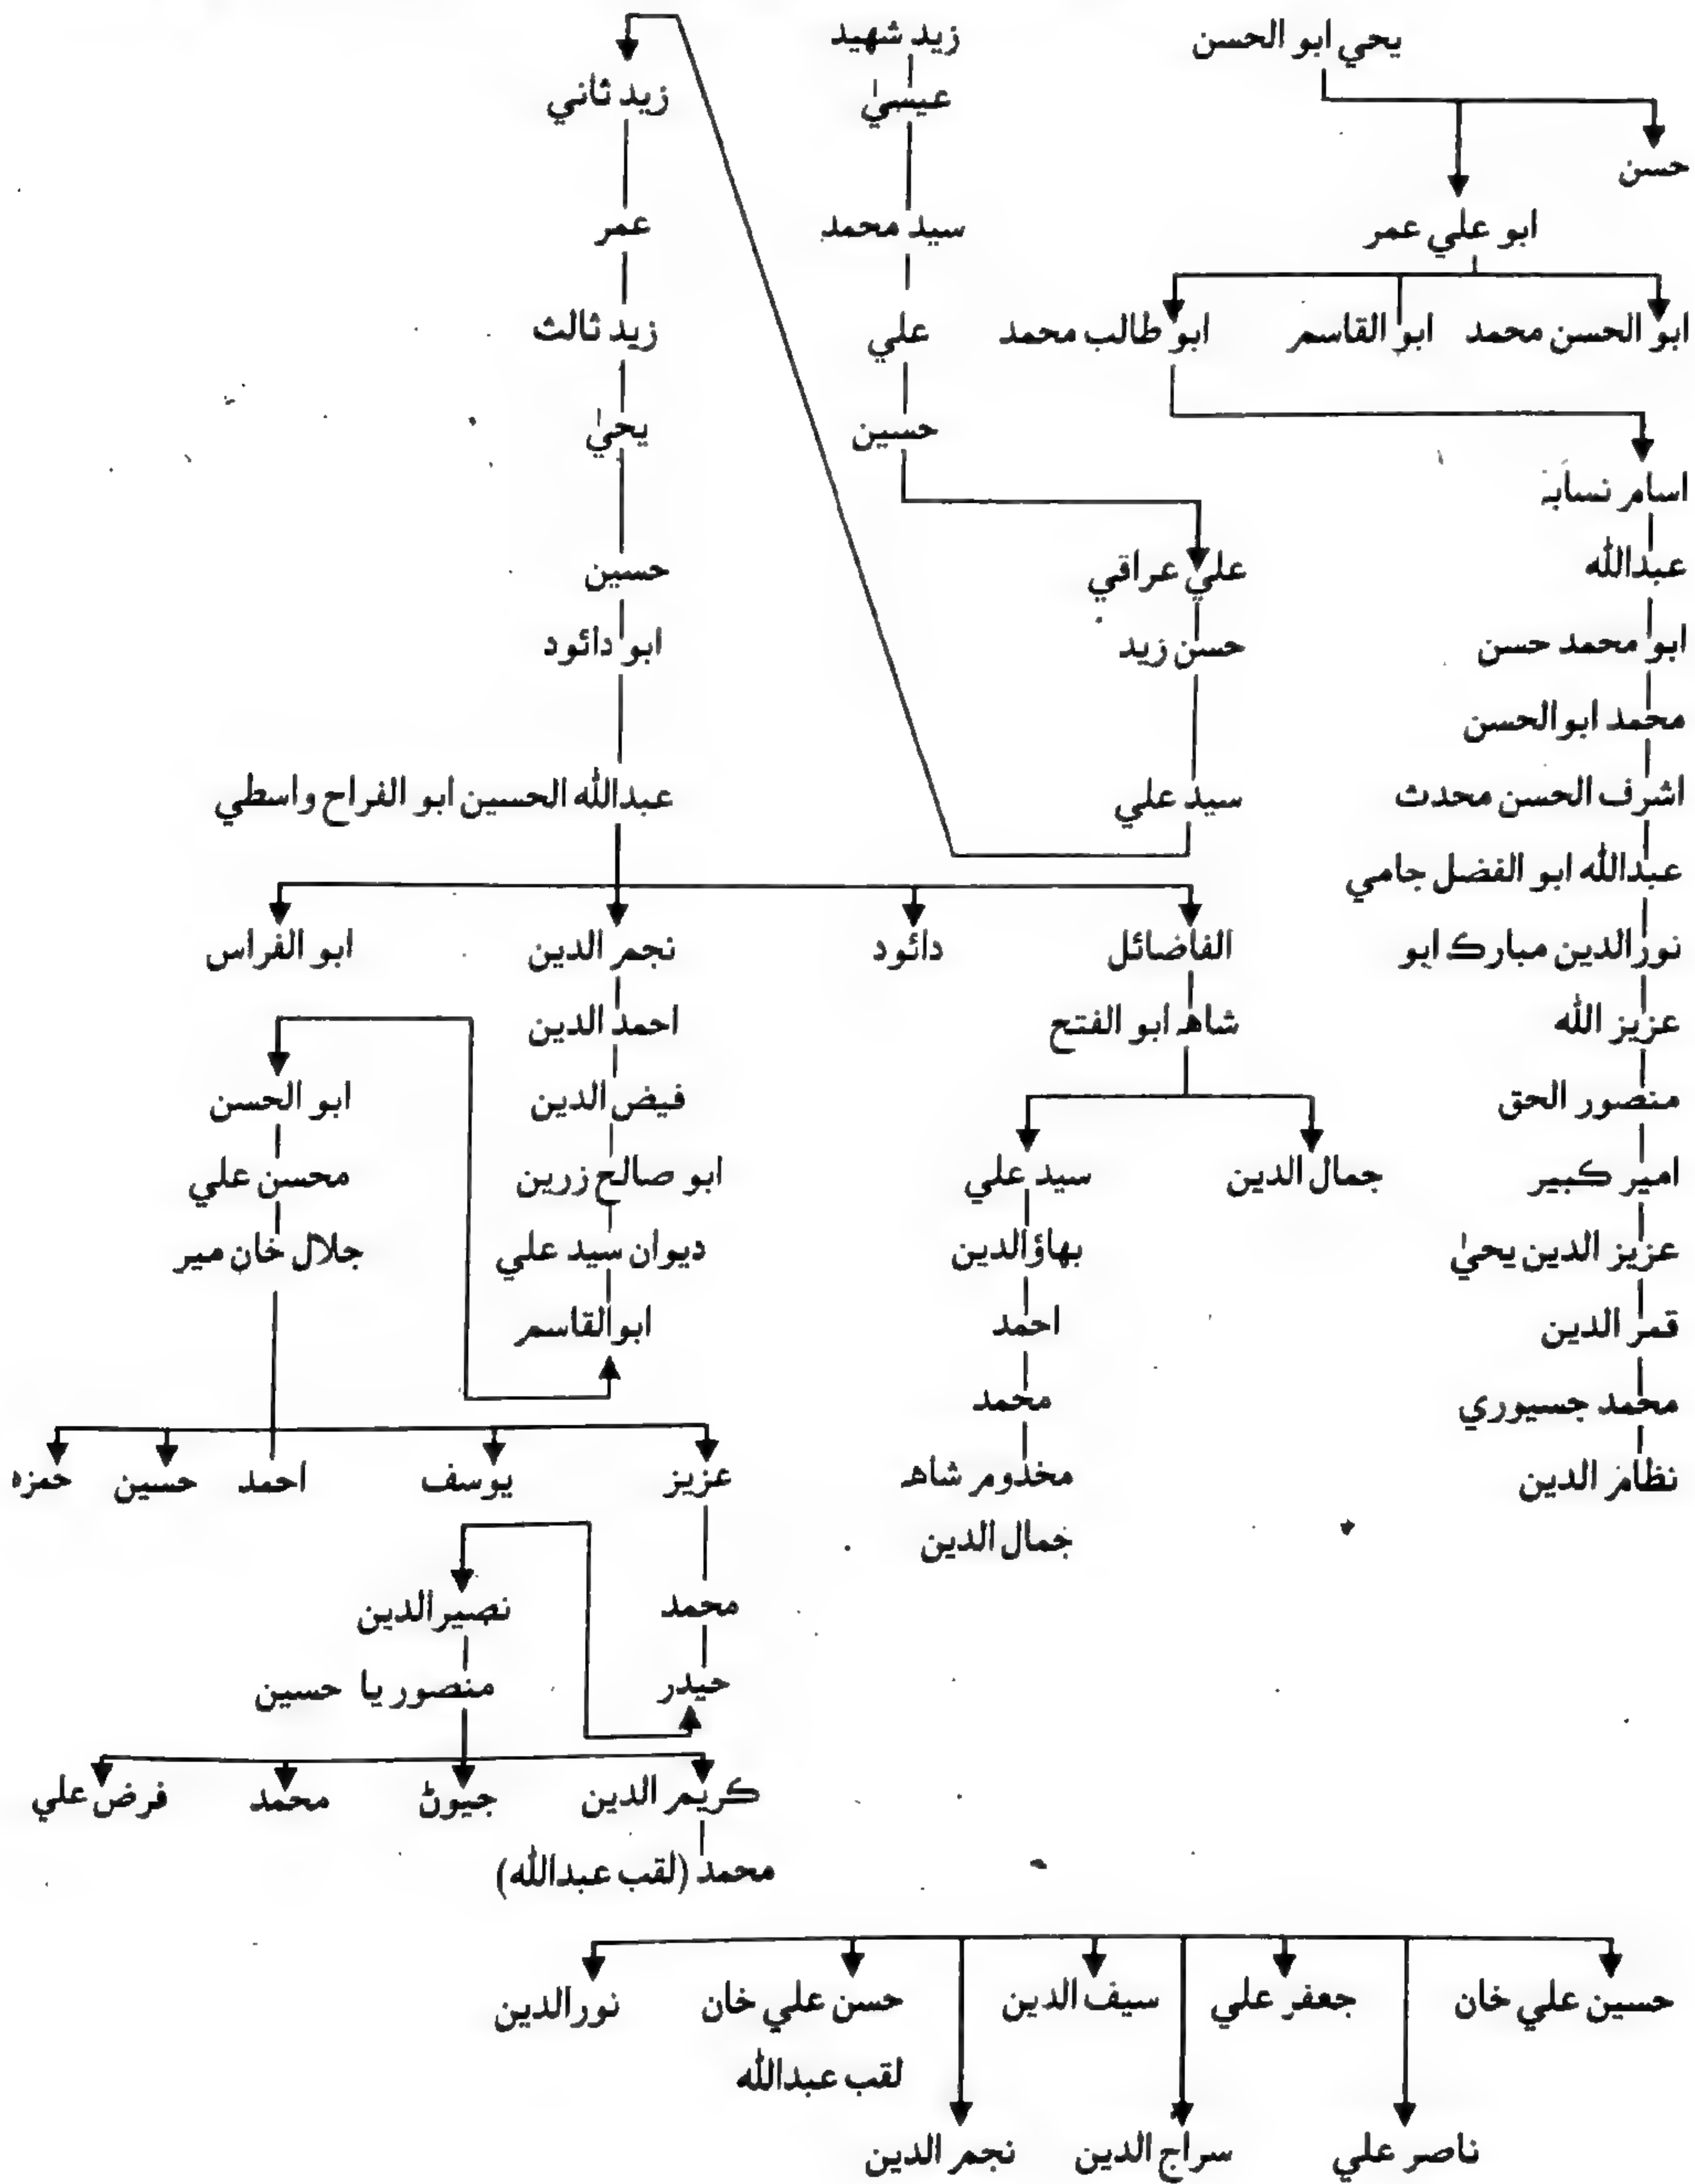 يحي ابو الحسن
حسن
ابو علي عمر
ابو الحسن محمد
ابو القاسم
ابو طالب محمد
اسامر نسابہ
عبدالله
ابو محمد حسن
محمد ابوالحسن
اشرف الحسن محدث
عبدالله ابو الفضل جامي
نورالدين مبارک ابو
عزيز الله
منصور الحق
امير کبير
عزيز الدين يحيٰ
قمر الدين
محمد جسيوري
نظام الدين
زيد شهيد
عيسيٰ
سيد محمد
علي
حسين
علي عراقي
حسن زيد
سيد علي
زيد ثاني
عمر
زيد ثالث
يحيٰ
حسين
ابو دائود
عبدالله الحسين ابو الفراح واسطي
الفاضائل
دائود
نجم الدين
ابو الفراس
شاھ ابو الفتح
جمال الدين
سيد علي
بهاؤالدين
احمد
محمد
مخدوم شاھ
جمال الدين
احمد الدين
فيض الدين
ابو صالح زرين
ديوان سيد علي
ابوالقاسم
ابو الحسن
محسن علي
جلال خان مير
عزيز
يوسف
احمد
حسين
حمزه
محمد
حيدر
نصيرالدين
منصور يا حسين
ڪريم الدين
جيوڻ
محمد
فرض علي
محمد (لقب عبدالله)
حسين علي خان
جعفر علي
سيف الدين
حسن علي خان
نورالدين
لقب عبدالله
ناصر علي
سراج الدين
نجم الدين